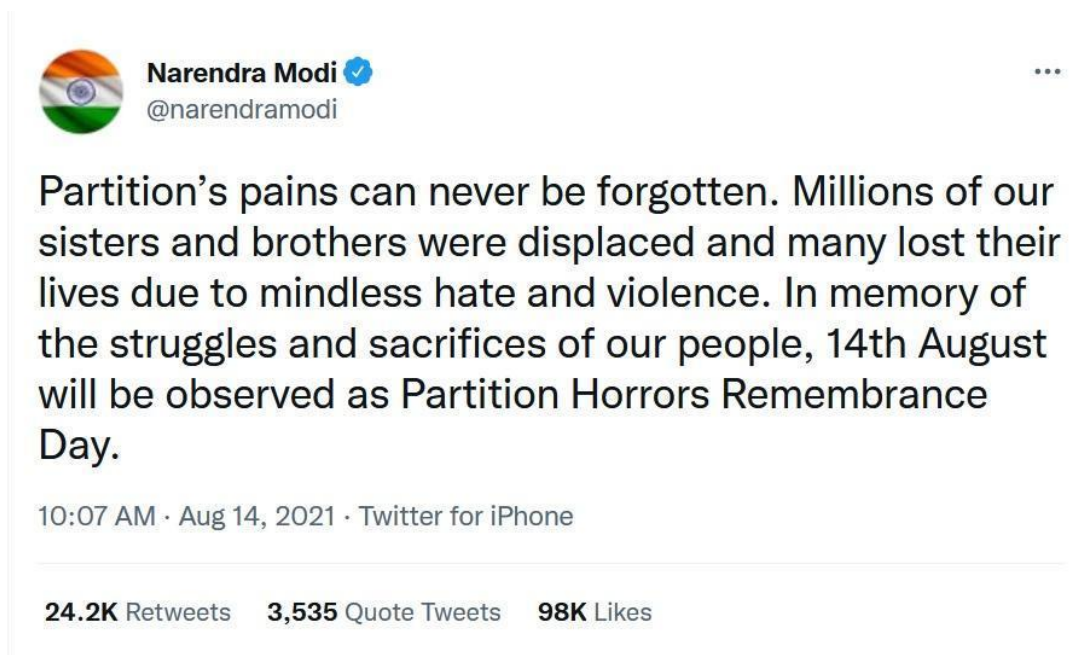 Narendra Modi
@narendramodi
Partition’s pains can never be forgotten. Millions of our
sisters and brothers were displaced and many lost their
lives due to mindless hate and violence. In memory of
the struggles and sacrifices of our people, 14th August
will be observed as Partition Horrors Remembrance
Day.
10:07 AM · Aug 14, 2021 · Twitter for iPhone
24.2K Retweets 3,535 Quote Tweets 98K Likes